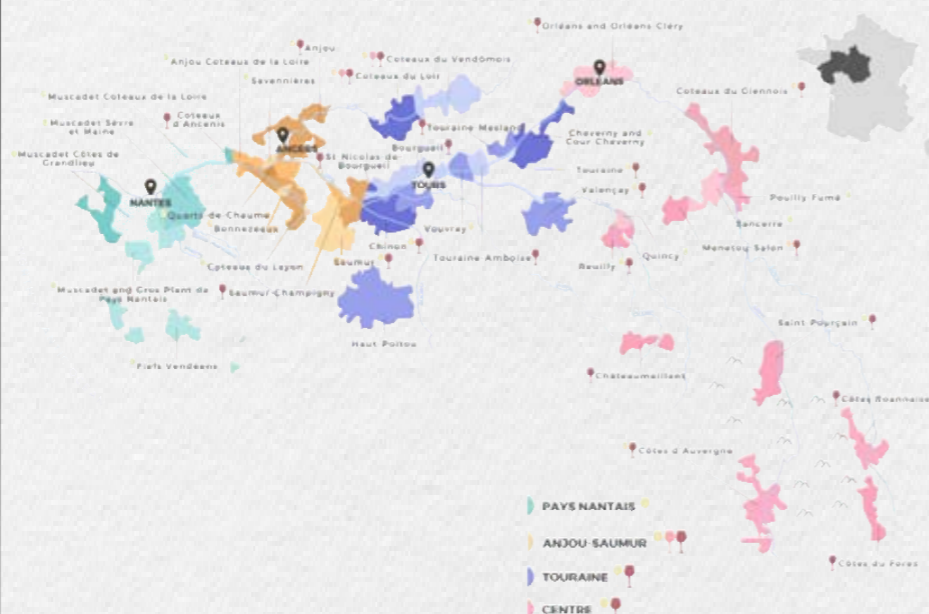 Orléans and Orléans Cléry
Anjou
Anjou Coteaux de la Loire
Coteaux du Vendômois
Coteaux du Loir
Savennières
ORLEANS
Coteaux du Giennois
Muscadet Coteaux de la Loire
Muscadet Sèvre
et Maine
Coteaux
d'Ancenis
ANGERS
Touraine Mesland
Cheverny and
Cour Cheverny
Bourgueil
St Nicolas de
Bourgueil
Muscadet Côtes de
Grandlieu
Touraine
TOURS
Valençay
NANTES
Pouilly Fumé
Quarts-de-Chaume
Bonnezeaux
Vouvray
Sancerre
Chinon
Menetou Salon
Coteaux du Layon
Saumur
Touraine Amboise
Reuilly
Quincy
Muscadet and Gros Plant du
Pays Nantais
Saumur-Champigny
Saint Pourçain
Haut Poitou
Fiefs Vendéens
Châteaumeillant
Côtes Roannaise
Côtes d'Auvergne
PAYS NANTAIS
ANJOU-SAUMUR
Côtes du Forez
TOURAINE
CENTRE